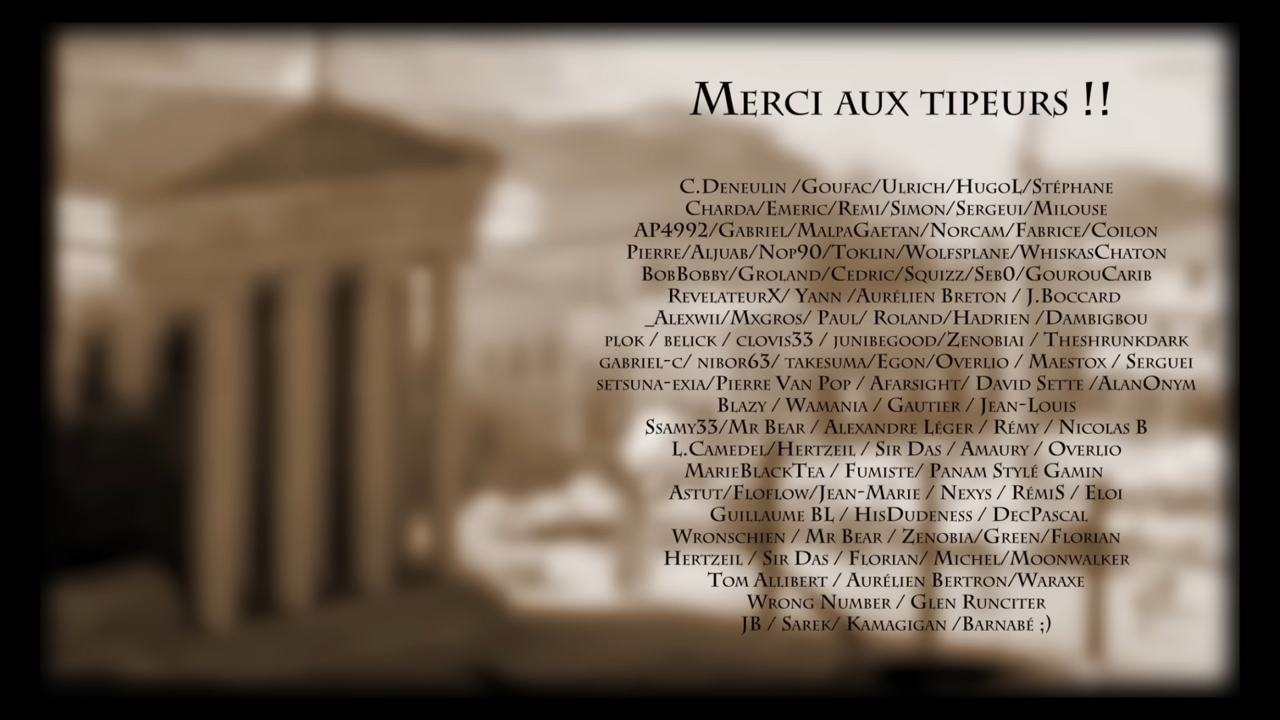 Merci aux tipeurs !!
C.Deneulin /Goufac/Ulrich/HugoL/Stéphane
Charda/Emeric/Remi/Simon/Sergeui/Milouse
AP4992/Gabriel/MalpaGaetan/Norcam/Fabrice/Coilon
Pierre/Aljuab/Nop90/Toklin/Wolfsplane/WhiskasChaton
BobBobby/Groland/Cedric/Squizz/Seb0/GourouCarib
RevelateurX/ Yann /Aurélien Breton / J.Boccard
_Alexwii/Mxgros/ Paul/ Roland/Hadrien /Dambigbou
plok / belick / clovis33 / junibegood/Zenobiai / Theshrunkdark
gabriel-c/ nibor63/ takesuma/Egon/Overlio / Maestox / Serguei
setsuna-exia/Pierre Van Pop / Afarsight/ David Sette /AlanOnym
Blazy / Wamania / Gautier / Jean-Louis
Ssamy33/Mr Bear / Alexandre Léger / Rémy / Nicolas B
L.Camedel/Hertzeil / Sir Das / Amaury / Overlio
MarieBlackTea / Fumiste/ Panam Stylé Gamin
Astut/Floflow/Jean-Marie / Nexys / RémiS / Eloi
Guillaume BL / HisDudeness / DecPascal
Wronschien / Mr Bear / Zenobia/Green/Florian
Hertzeil / Sir Das / Florian/ Michel/Moonwalker
Tom Allibert / Aurélien Bertron/Waraxe
Wrong Number / Glen Runciter
JB / Sarek/ Kamagigan /Barnabé ;)